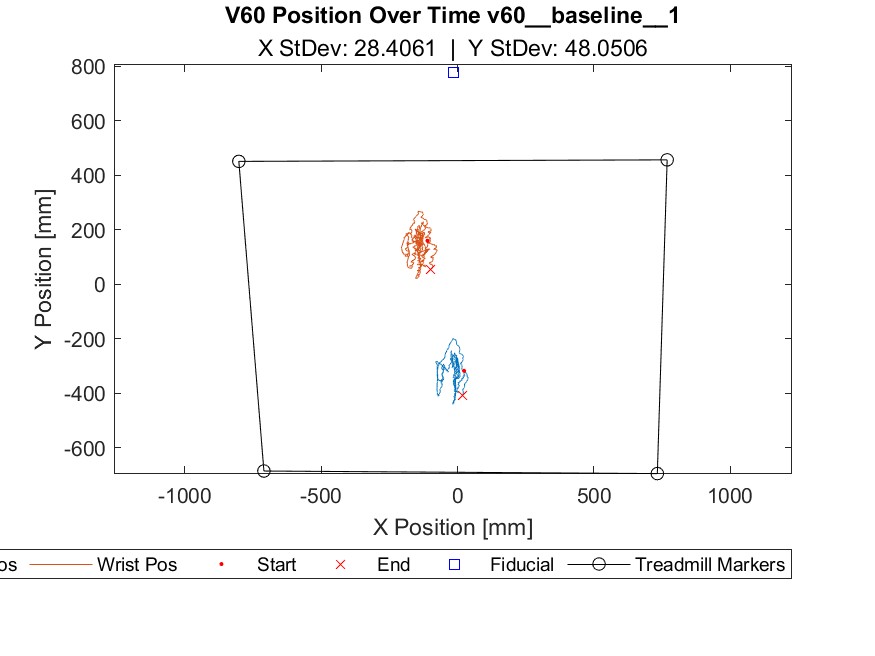 V60 Position Over Time v60__baseline__1
X StDev: 28.4061 | Y StDev: 48.0506
800
600
400
200
0
-200
-400
-600
Y Position [mm]
-1000 -500 0 500 1000
X Position [mm]
os Wrist Pos Start End Fiducial Treadmill Markers